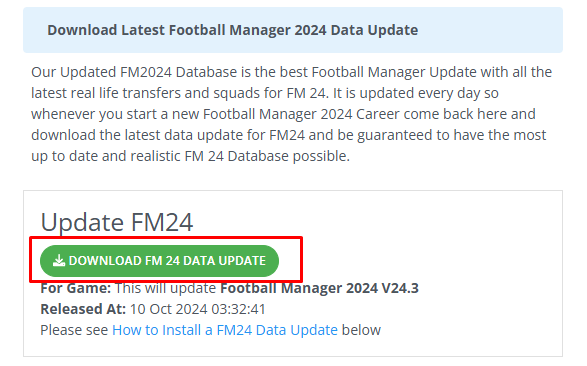 Download Latest Football Manager 2024 Data Update
Our Updated FM2024 Database is the best Football Manager Update with all the
latest real life transfers and squads for FM 24. It is updated every day so
whenever you start a new Football Manager 2024 Career come back here and
download the latest data update for FM24 and be guaranteed to have the most
up to date and realistic FM 24 Database possible.
Update FM24
DOWNLOAD FM 24 DATA UPDATE
For Game: This will update Football Manager 2024 V24.3
Released At: 10 Oct 2024 03:32:41
Please see How to Install a FM24 Data Update below